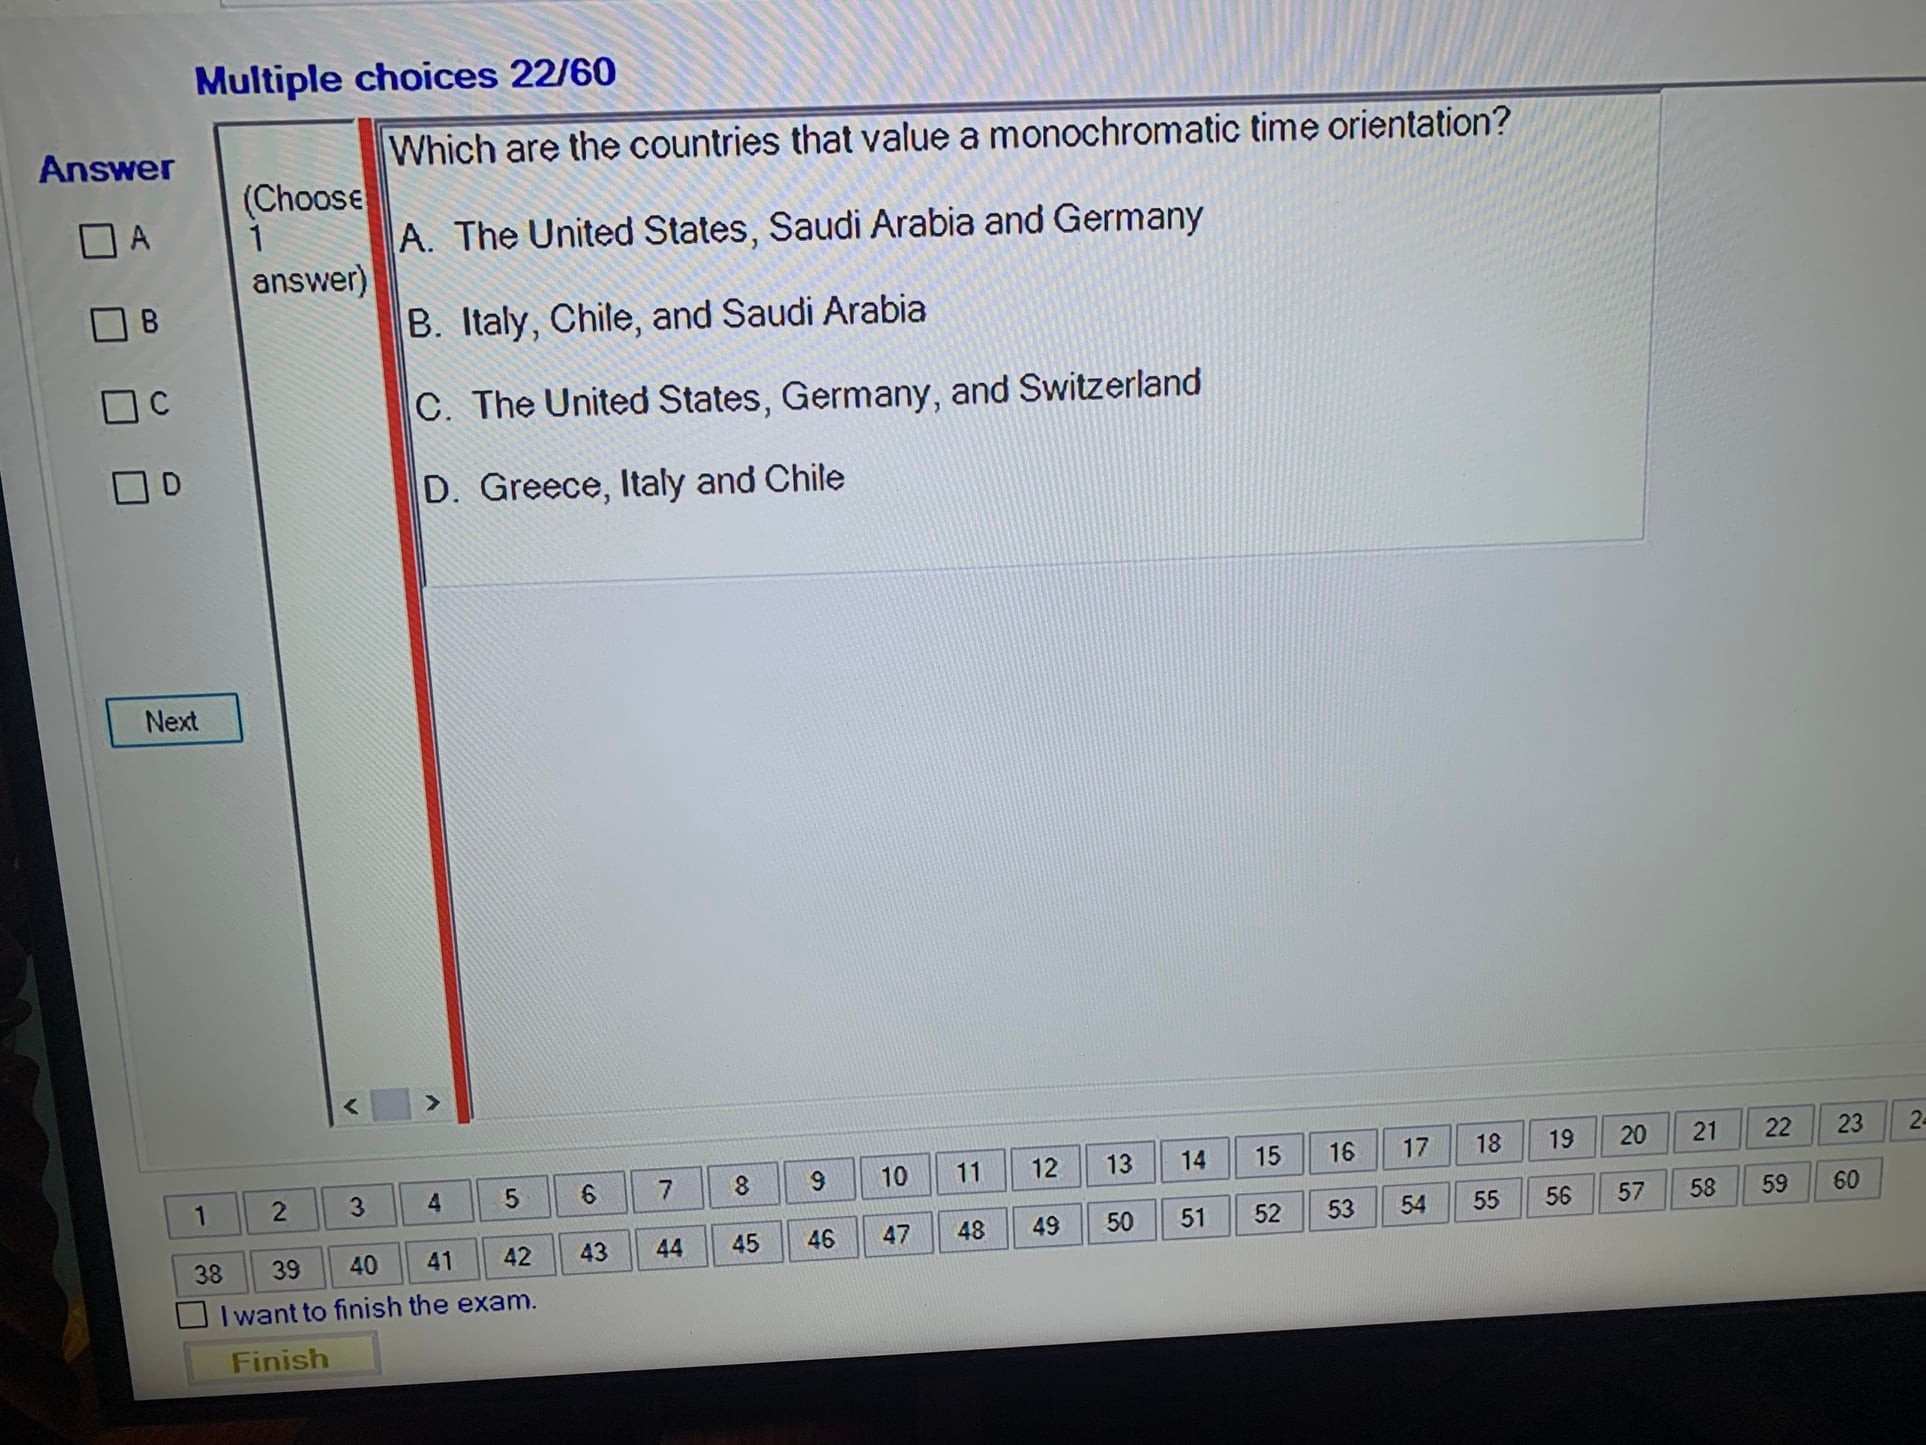 Multiple choices 22/60
Answer
A
B
C
D
Next
(Choose
1
answer)
Which are the countries that value a monochromatic time orientation?
A. The United States, Saudi Arabia and Germany
B. Italy, Chile, and Saudi Arabia
C. The United States, Germany, and Switzerland
D. Greece, Italy and Chile
< >
1 2 3 4 5 6 7 8 9 10 11 12 13 14 15 16 17 18 19 20 21 22 23
38 39 40 41 42 43 44 45 46 47 48 49 50 51 52 53 54 55 56 57 58 59 60
I want to finish the exam.
Finish